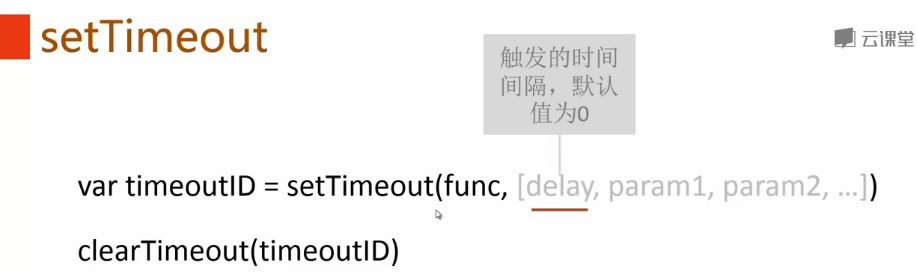 setTimeout
云课堂
触发的时间
间隔，默认
值为0
var timeoutID = setTimeout(func, [delay, param1, param2, ...])
clearTimeout(timeoutID)